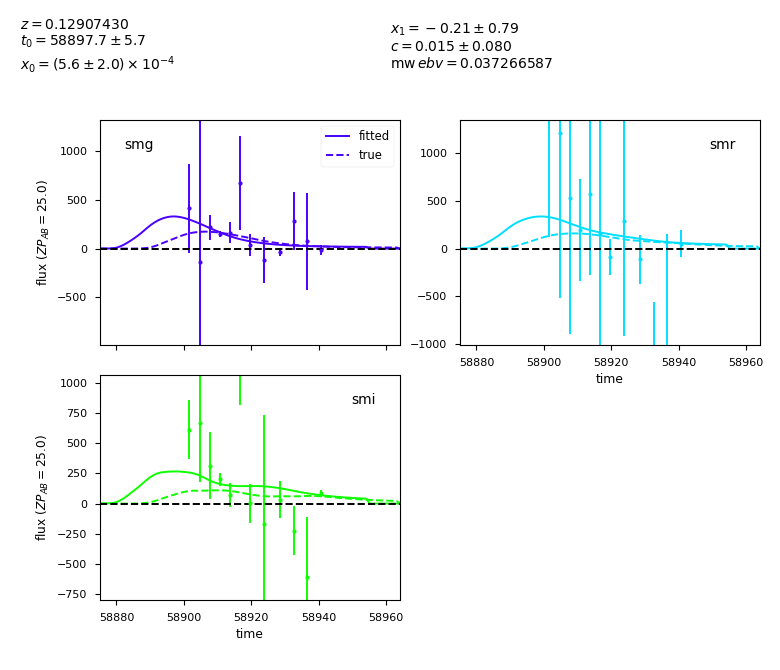 z = 0.12907430
t₀ = 58897.7 ± 5.7
x₀ = (5.6 ± 2.0) × 10⁻⁴
x₁ = −0.21 ± 0.79
c = 0.015 ± 0.080
mw ebv = 0.037266587
smg
fitted
true
1000
500
0
−500
flux (ZP_AB = 25.0)
smr
1000
500
0
−500
−1000
58880 58900 58920 58940 58960
time
smi
1000
750
500
250
0
−250
−500
−750
flux (ZP_AB = 25.0)
58880 58900 58920 58940 58960
time